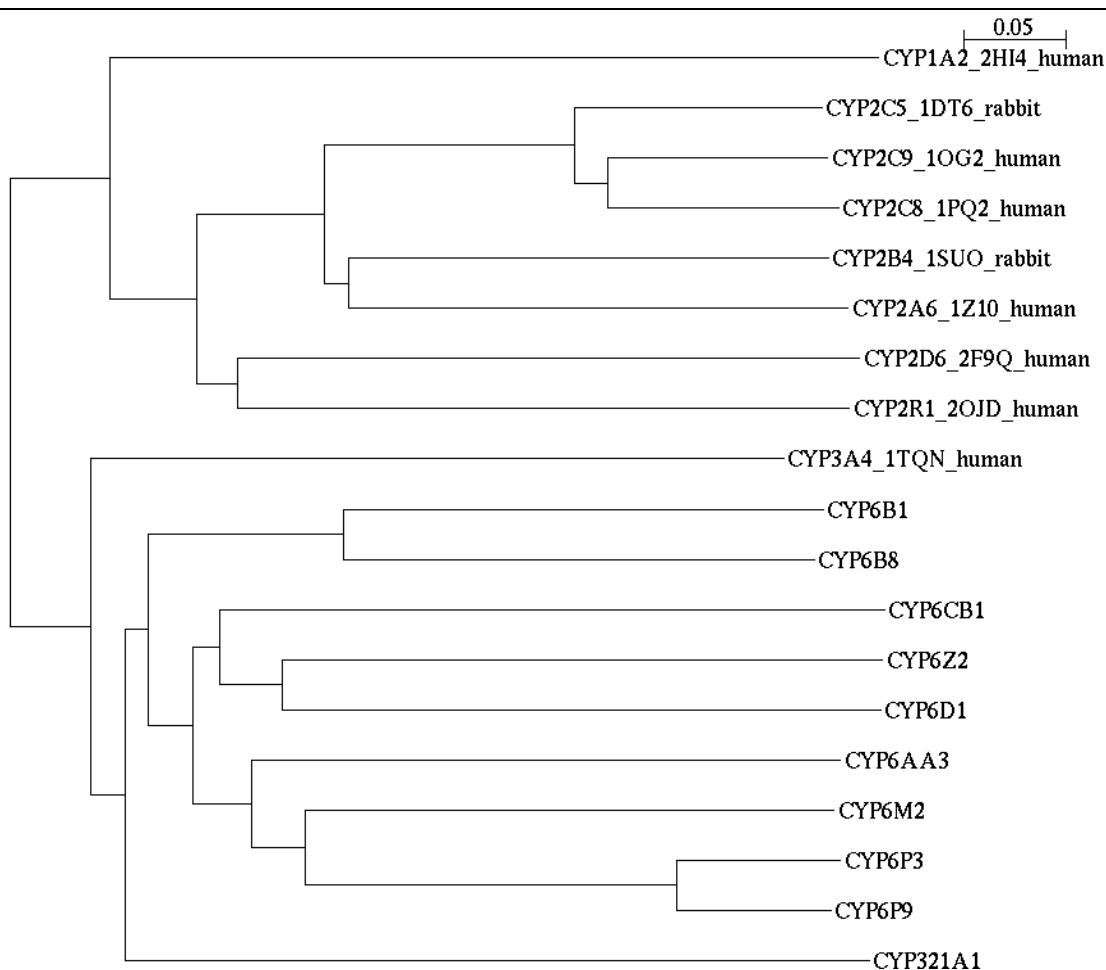 0.05
CYP1A2_2HI4_human
CYP2C5_1DT6_rabbit
CYP2C9_1OG2_human
CYP2C8_1PQ2_human
CYP2B4_1SUO_rabbit
CYP2A6_1Z10_human
CYP2D6_2F9Q_human
CYP2R1_2OJD_human
CYP3A4_1TQN_human
CYP6B1
CYP6B8
CYP6CB1
CYP6Z2
CYP6D1
CYP6AA3
CYP6M2
CYP6P3
CYP6P9
CYP321A1